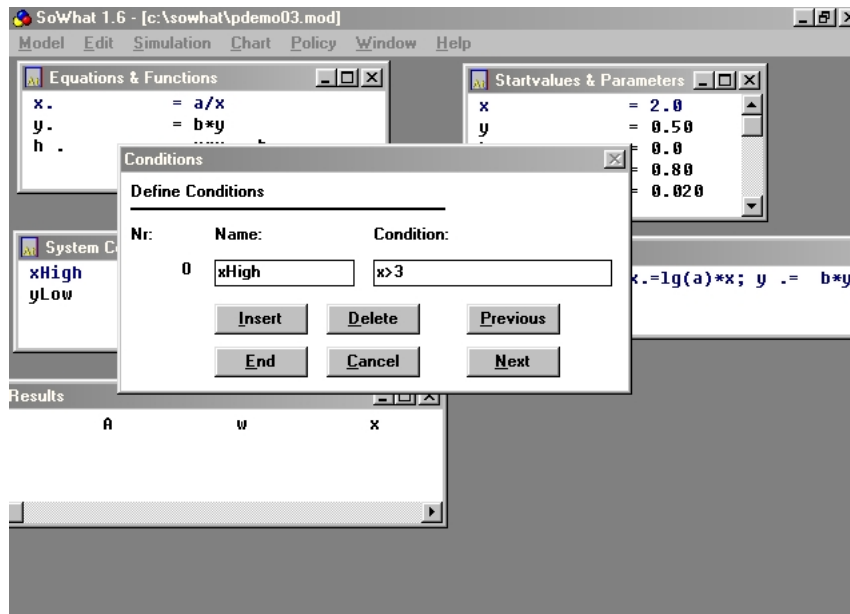 SoWhat 1.6 - [c:\sowhat\pdemo03.mod]
Model Edit Simulation Chart Policy Window Help
Equations & Functions
x. = a/x
y. = b*y
h .
Startvalues & Parameters
x = 2.0
y = 0.50
= 0.0
= 0.80
= 0.020
Conditions
Define Conditions
Nr: Name: Condition:
0 xHigh x>3
Insert Delete Previous
End Cancel Next
System
xHigh
yLow
x.=lg(a)*x; y .= b*y
Results
A w x